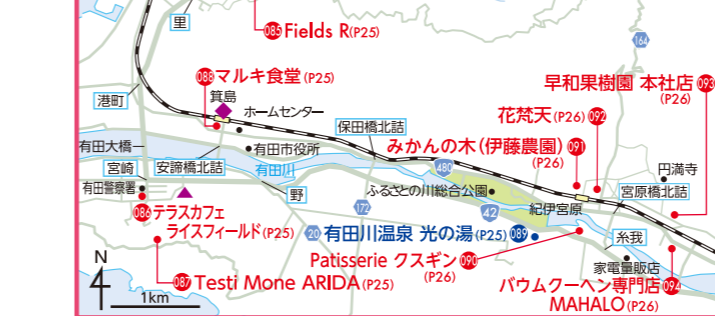 里
085 Fields R(P25)
164
088 マルキ食堂(P25)
早和果樹園 本社店 093
(P26)
港町
箕島
ホームセンター
花梵天(P26) 092
保田橋北詰
有田大橋
有田市役所
みかんの木(伊藤農園) 091
(P26)
宮崎
安諦橋北詰
有田川
480
円満寺
有田警察署
野
ふるさとの川総合公園
宮原橋北詰
紀伊宮原
086 テラスカフェ
ライスフィールド(P25)
172
42
20
有田川温泉 光の湯(P25) 089
糸我
N
Patisserie クスギン 090
(P26)
家電量販店
087 Testi Mone ARIDA(P25)
バウムクーヘン専門店 094
MAHALO(P26)
1km